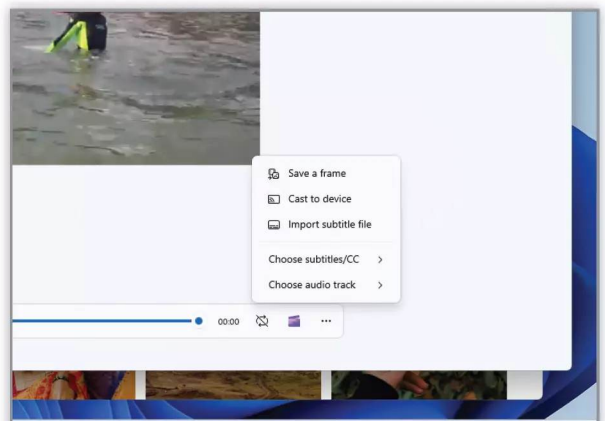 Save a frame
Cast to device
Import subtitle file
Choose subtitles/CC
Choose audio track
00:00